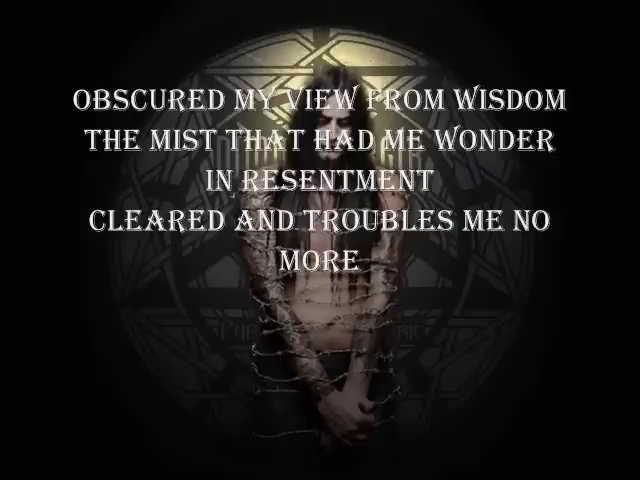 OBSCURED MY VIEW FROM WISDOM
THE MIST THAT HAD ME WONDER
IN RESENTMENT
CLEARED AND TROUBLES ME NO
MORE